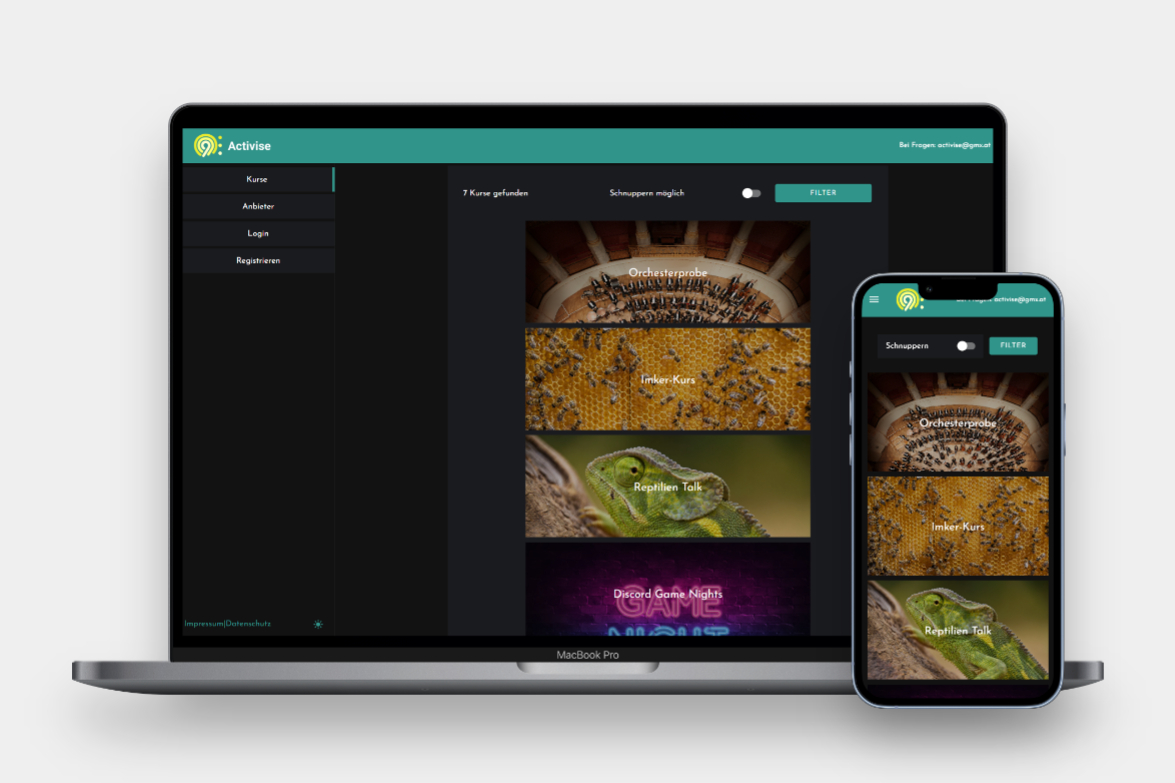 Activise
Bei Fragen: activise@gms.at
Kurse
Anbieter
Login
Registrieren
7 Kurse gefunden
Schnuppern möglich
FILTER
Orchesterprobe
Imker-Kurs
Reptilien Talk
Discord Game Nights
GAME
NIGHT
Impressum|Datenschutz
MacBook Pro
Bei Fragen: activise@gms.at
Schnuppern
FILTER
Orchesterprobe
Imker-Kurs
Reptilien Talk